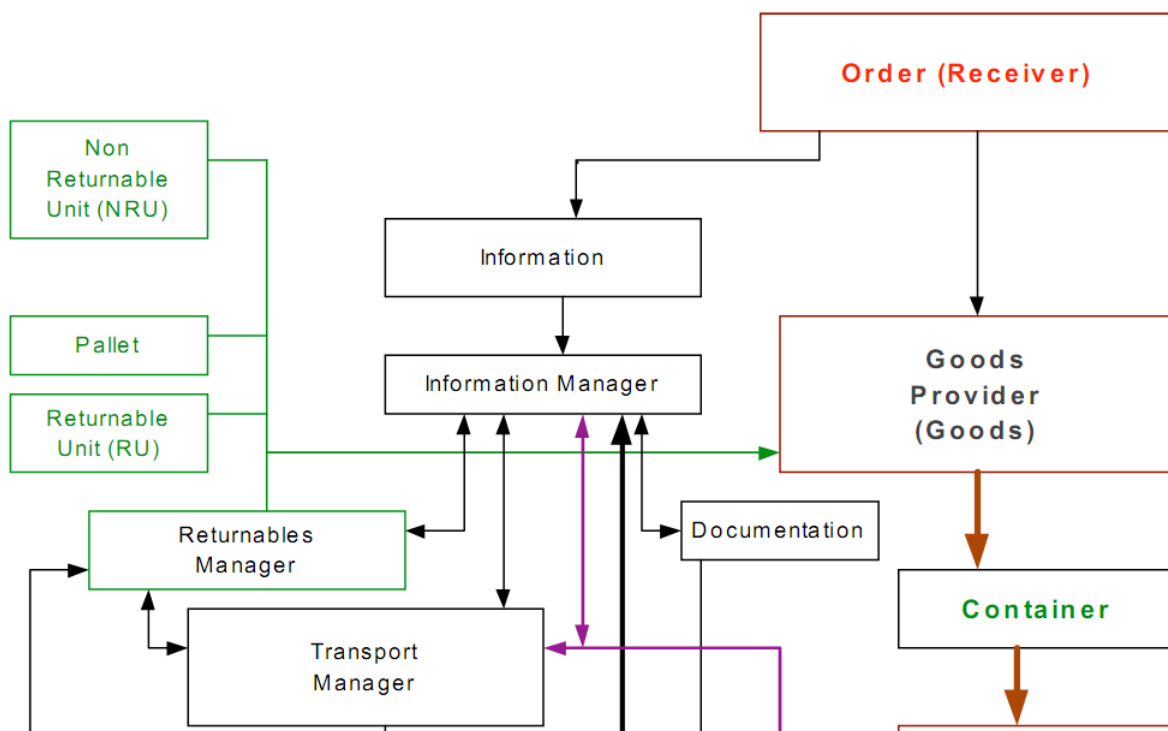 Order (Receiver)
Non
Returnable
Unit (NRU)
Information
Pallet
Information Manager
Goods
Provider
(Goods)
Returnable
Unit (RU)
Returnables
Manager
Documentation
Container
Transport
Manager